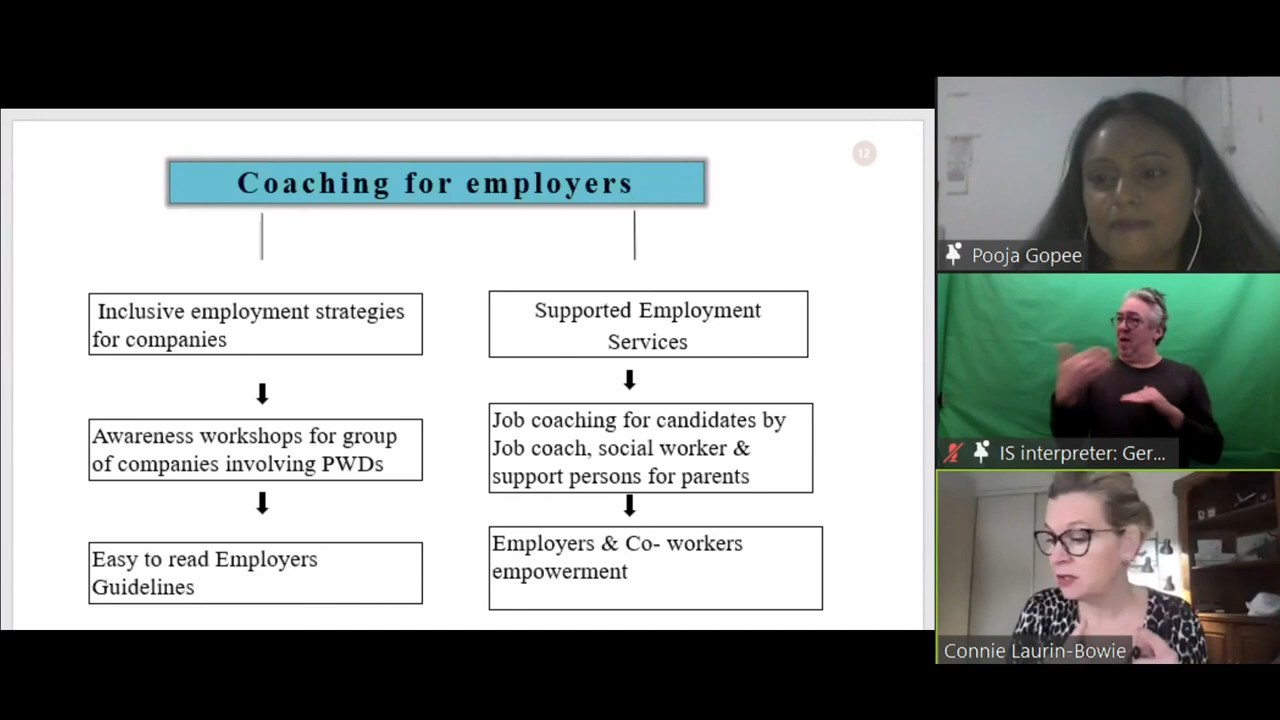 12
Coaching for employers
Inclusive employment strategies
for companies
Awareness workshops for group
of companies involving PWDs
Easy to read Employers
Guidelines
Supported Employment
Services
Job coaching for candidates by
Job coach, social worker &
support persons for parents
Employers & Co- workers
empowerment
Pooja Gopee
IS interpreter: Ger...
Connie Laurin-Bowie